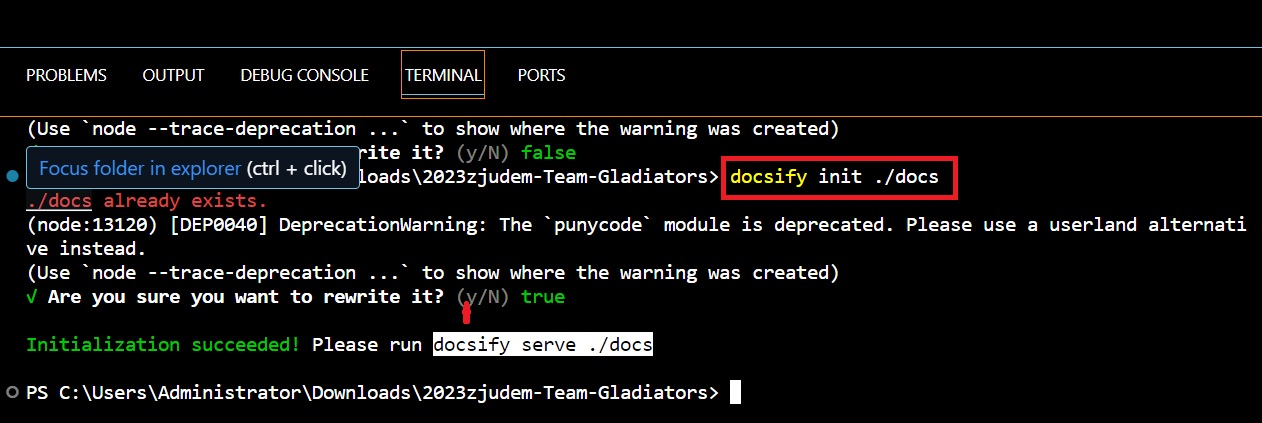 PROBLEMS OUTPUT DEBUG CONSOLE TERMINAL PORTS
(Use `node --trace-deprecation ...` to show where the warning was created)
Focus folder in explorer (ctrl + click)
rite it? (y/N) false
loads\2023zjudem-Team-Gladiators> docsify init ./docs
./docs already exists.
(node:13120) [DEP0040] DeprecationWarning: The `punycode` module is deprecated. Please use a userland alternati
ve instead.
(Use `node --trace-deprecation ...` to show where the warning was created)
√ Are you sure you want to rewrite it? (y/N) true
Initialization succeeded! Please run docsify serve ./docs
PS C:\Users\Administrator\Downloads\2023zjudem-Team-Gladiators>